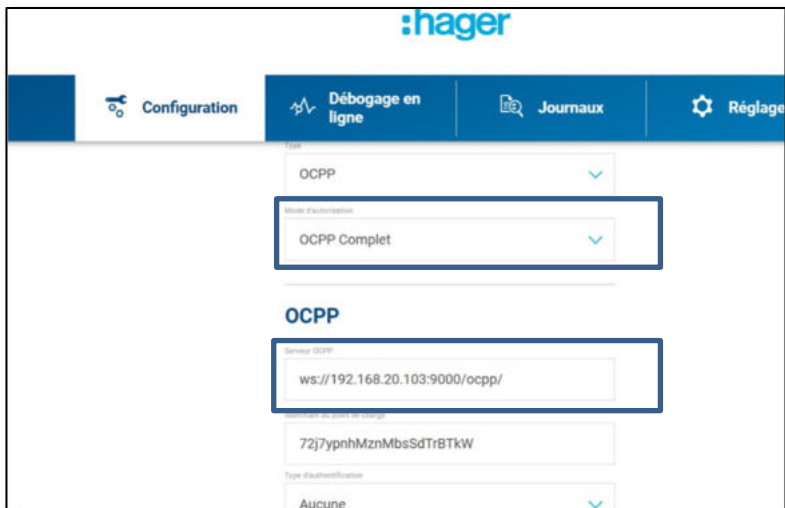 :hager
Configuration
Débogage en
ligne
Journaux
Réglage
Type
OCPP
Mode d'autorisation
OCPP Complet
OCPP
Serveur OCPP
ws://192.168.20.103:9000/ocpp/
Identifiant du point de charge
72j7ypnhMznMbsSdTrBTkW
Type d'authentification
Aucune